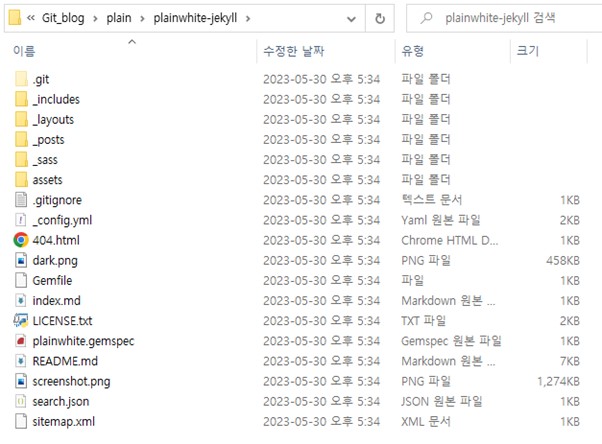 « Git_blog > plain > plainwhite-jekyll > plainwhite-jekyll 검색
이름 수정한 날짜 유형 크기
.git 2023-05-30 오후 5:34 파일 폴더
_includes 2023-05-30 오후 5:34 파일 폴더
_layouts 2023-05-30 오후 5:34 파일 폴더
_posts 2023-05-30 오후 5:34 파일 폴더
_sass 2023-05-30 오후 5:34 파일 폴더
assets 2023-05-30 오후 5:34 파일 폴더
.gitignore 2023-05-30 오후 5:34 텍스트 문서 1KB
_config.yml 2023-05-30 오후 5:34 Yaml 원본 파일 2KB
404.html 2023-05-30 오후 5:34 Chrome HTML D... 1KB
dark.png 2023-05-30 오후 5:34 PNG 파일 458KB
Gemfile 2023-05-30 오후 5:34 파일 1KB
index.md 2023-05-30 오후 5:34 Markdown 원본 ... 1KB
LICENSE.txt 2023-05-30 오후 5:34 TXT 파일 2KB
plainwhite.gemspec 2023-05-30 오후 5:34 Gemspec 원본 파일 1KB
README.md 2023-05-30 오후 5:34 Markdown 원본 ... 7KB
screenshot.png 2023-05-30 오후 5:34 PNG 파일 1,274KB
search.json 2023-05-30 오후 5:34 JSON 원본 파일 1KB
sitemap.xml 2023-05-30 오후 5:34 XML 문서 1KB